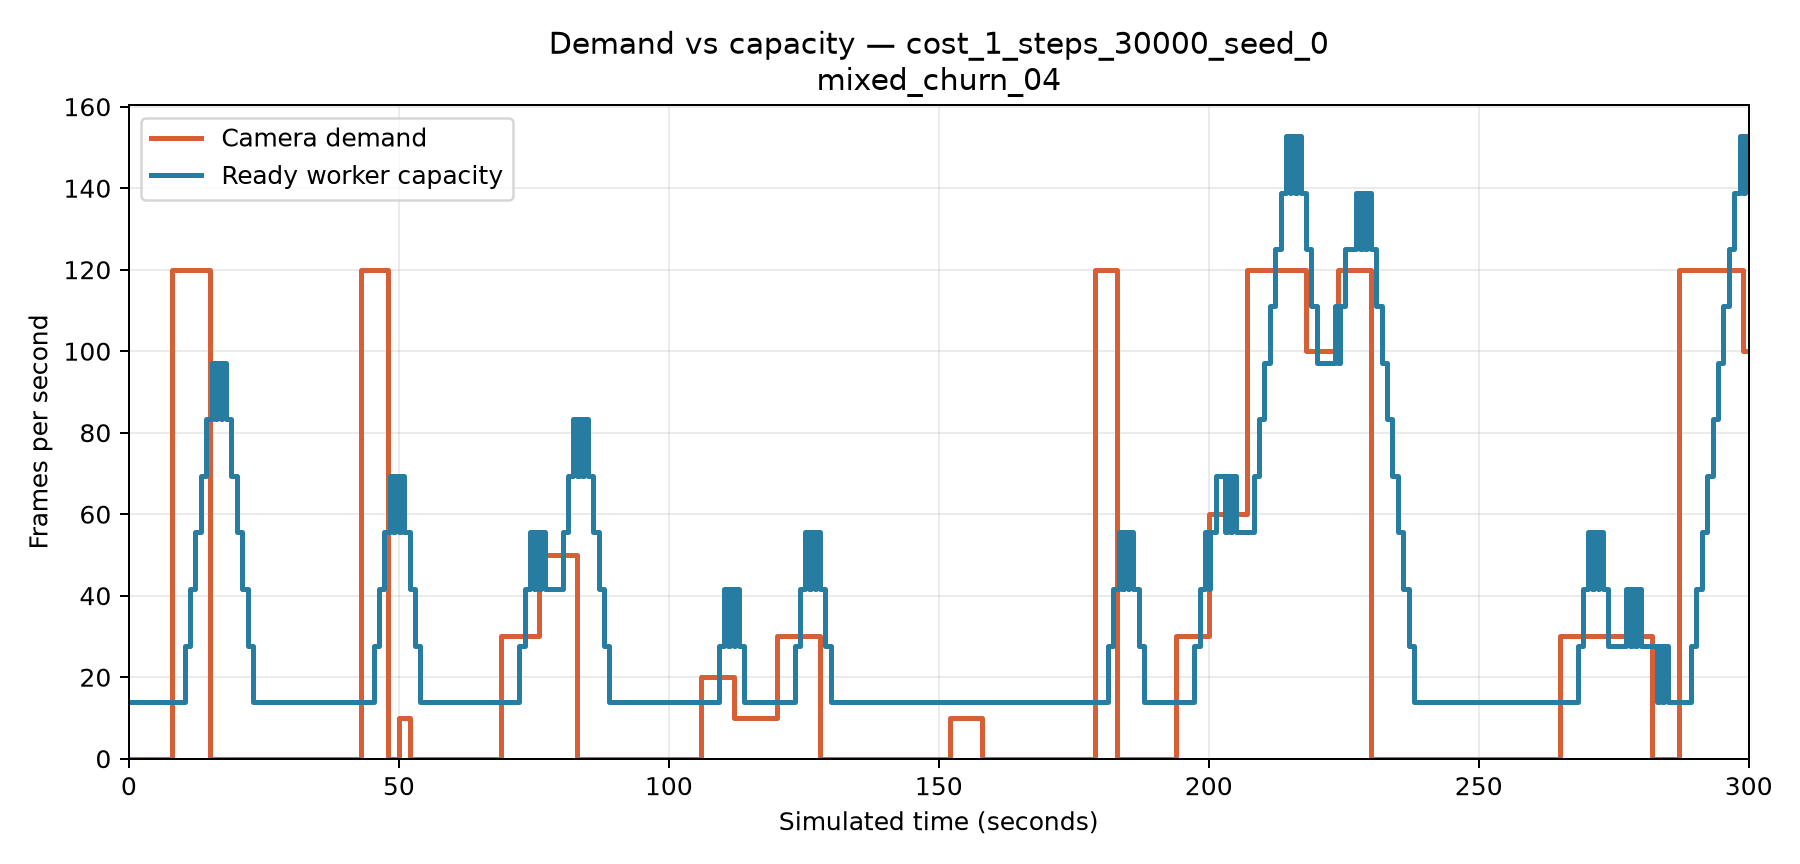 Demand vs capacity — cost_1_steps_30000_seed_0
mixed_churn_04
Camera demand
Ready worker capacity
Frames per second
160
140
120
100
80
60
40
20
0
0 50 100 150 200 250 300
Simulated time (seconds)